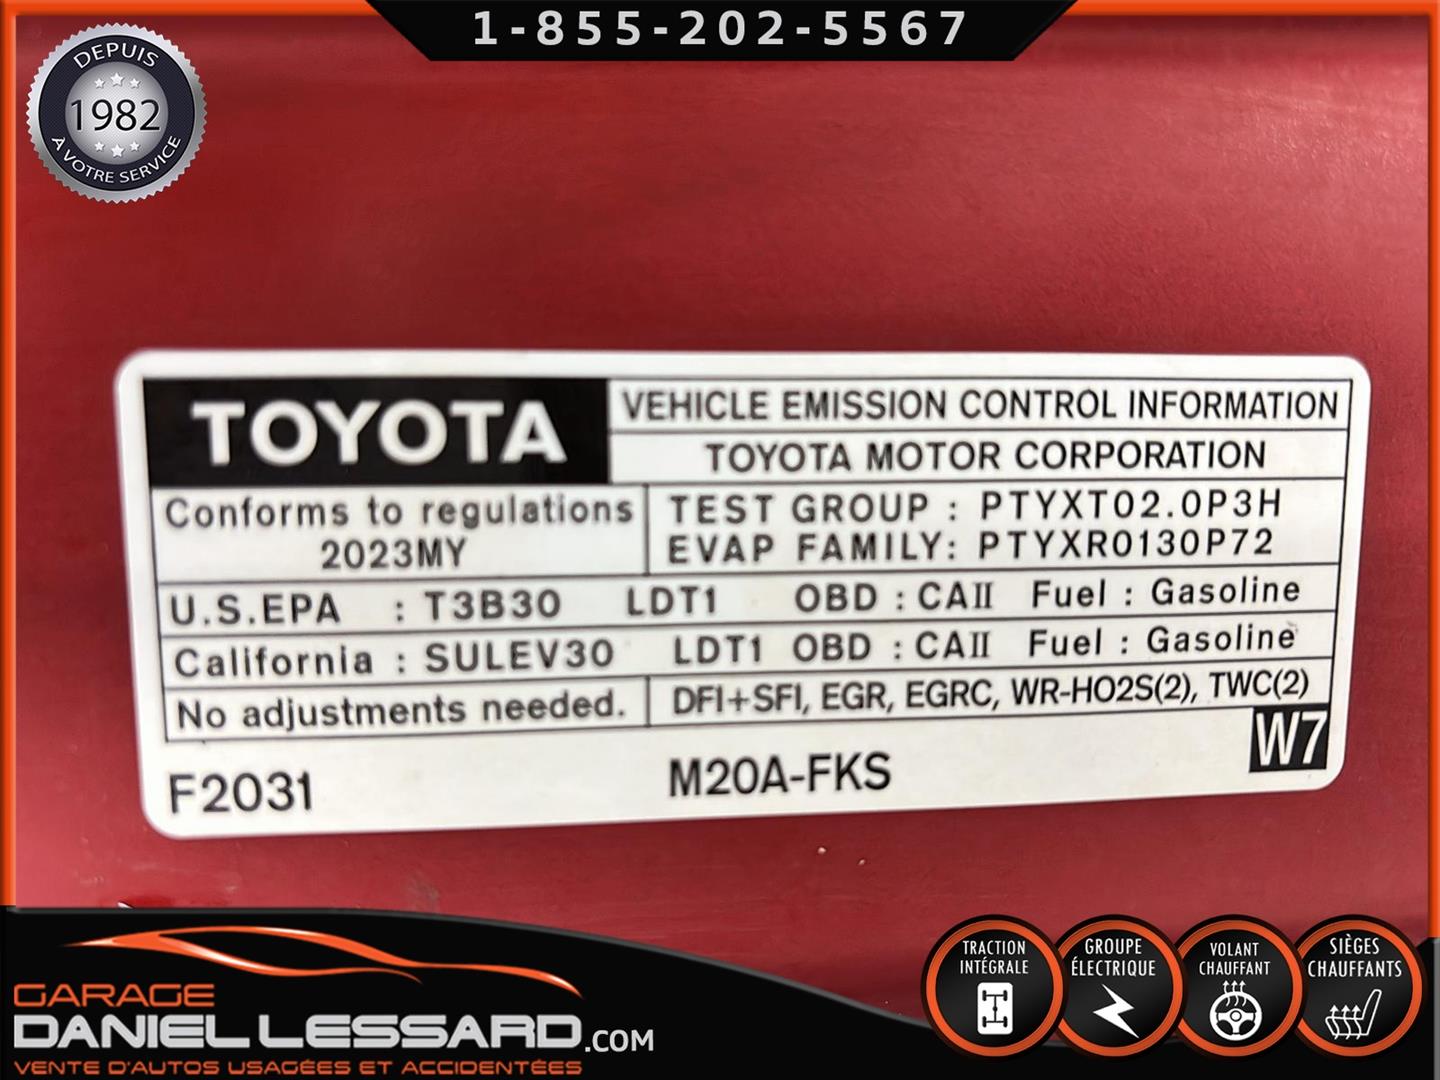 1-855-202-5567
DEPUIS
1982
À VOTRE SERVICE
TOYOTA
VEHICLE EMISSION CONTROL INFORMATION
TOYOTA MOTOR CORPORATION
Conforms to regulations
2023MY
TEST GROUP : PTYXT02.0P3H
EVAP FAMILY: PTYXR0130P72
U.S.EPA : T3B30 LDT1 OBD : CAII Fuel : Gasoline
California : SULEV30 LDT1 OBD : CAII Fuel : Gasoline
No adjustments needed.
DFI+SFI, EGR, EGRC, WR-HO2S(2), TWC(2)
W7
F2031
M20A-FKS
GARAGE
DANIEL LESSARD.COM
VENTE D'AUTOS USAGÉES ET ACCIDENTÉES
TRACTION
INTÉGRALE
GROUPE
ÉLECTRIQUE
VOLANT
CHAUFFANT
SIÈGES
CHAUFFANTS